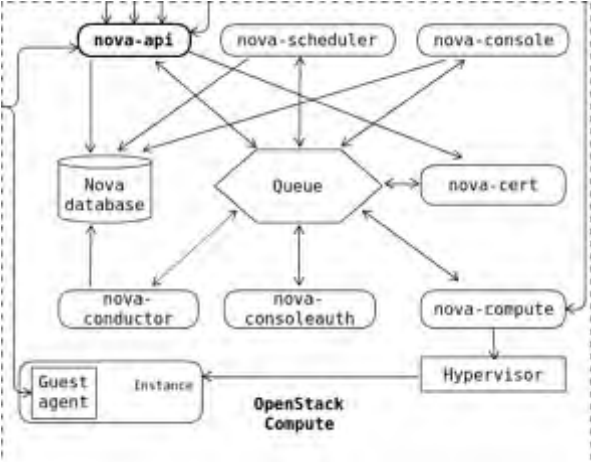 nova-api
nova-scheduler
nova-console
Nova
database
Queue
nova-cert
nova-
conductor
nova-
consoleauth
nova-compute
Hypervisor
Guest
agent
Instance
OpenStack
Compute